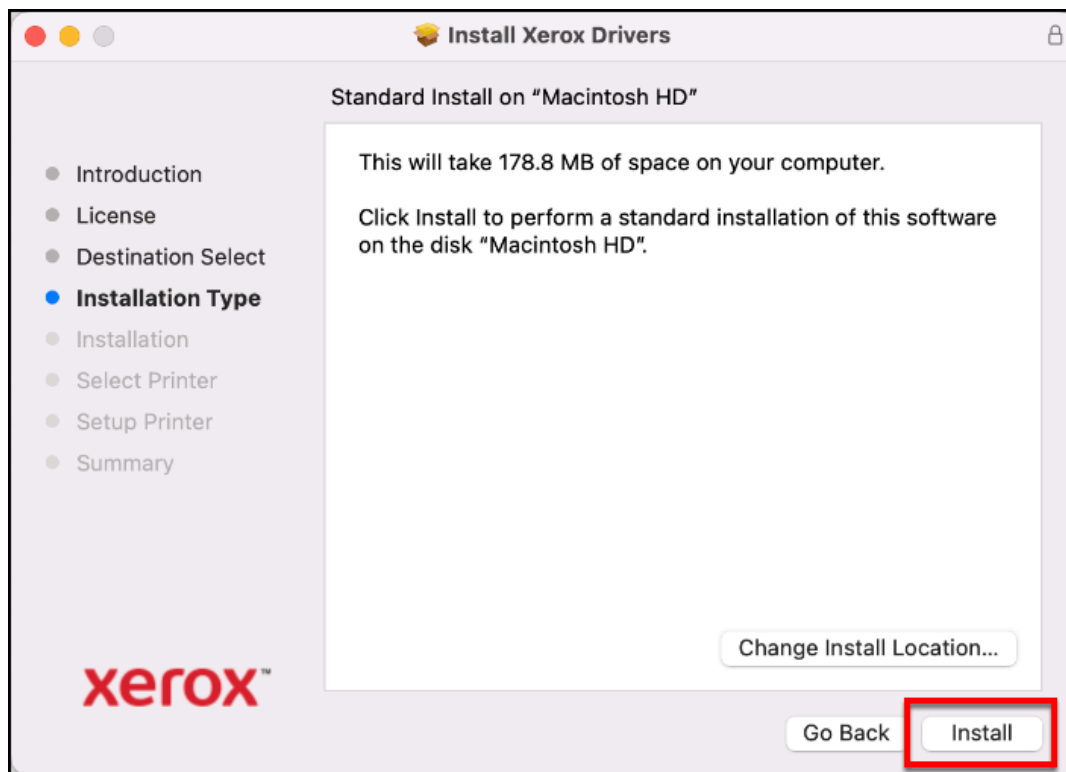 Install Xerox Drivers
Standard Install on “Macintosh HD”
Introduction
License
Destination Select
Installation Type
Installation
Select Printer
Setup Printer
Summary
This will take 178.8 MB of space on your computer.
Click Install to perform a standard installation of this software
on the disk “Macintosh HD”.
Change Install Location...
xerox™
Go Back
Install